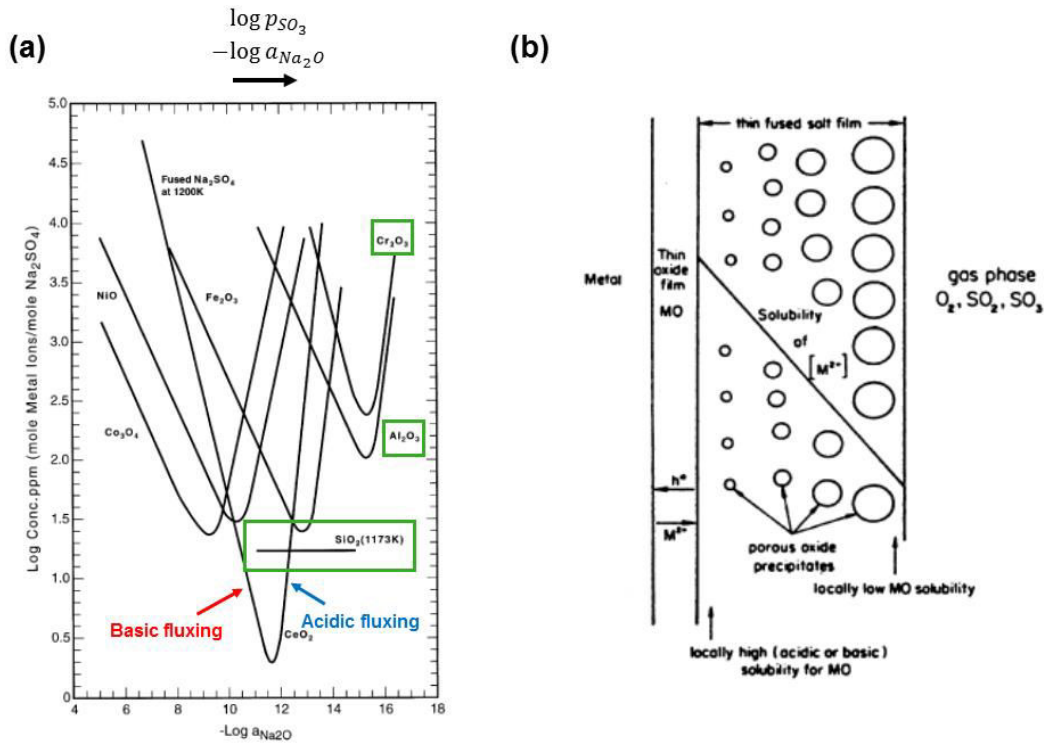 (a)
log p_{SO_3}
−log a_{Na_2O}
Log Conc.ppm (mole Metal Ions/mole Na₂SO₄)
5.0
4.5
4.0
3.5
3.0
2.5
2.0
1.5
1.0
0.5
0
Fused Na₂SO₄
at 1200K
Cr₂O₃
NiO
Fe₂O₃
Co₃O₄
Al₂O₃
SiO₂(1173K)
Basic fluxing
Acidic fluxing
CeO₂
4 6 8 10 12 14 16 18
-Log aNa2O
(b)
thin fused salt film
Metal
Thin
oxide
film
MO
Solubility
of
[M²⁺]
gas phase
O₂, SO₂, SO₃
M²⁺
porous oxide
precipitates
locally low MO solubility
locally high (acidic or basic)
solubility for MO